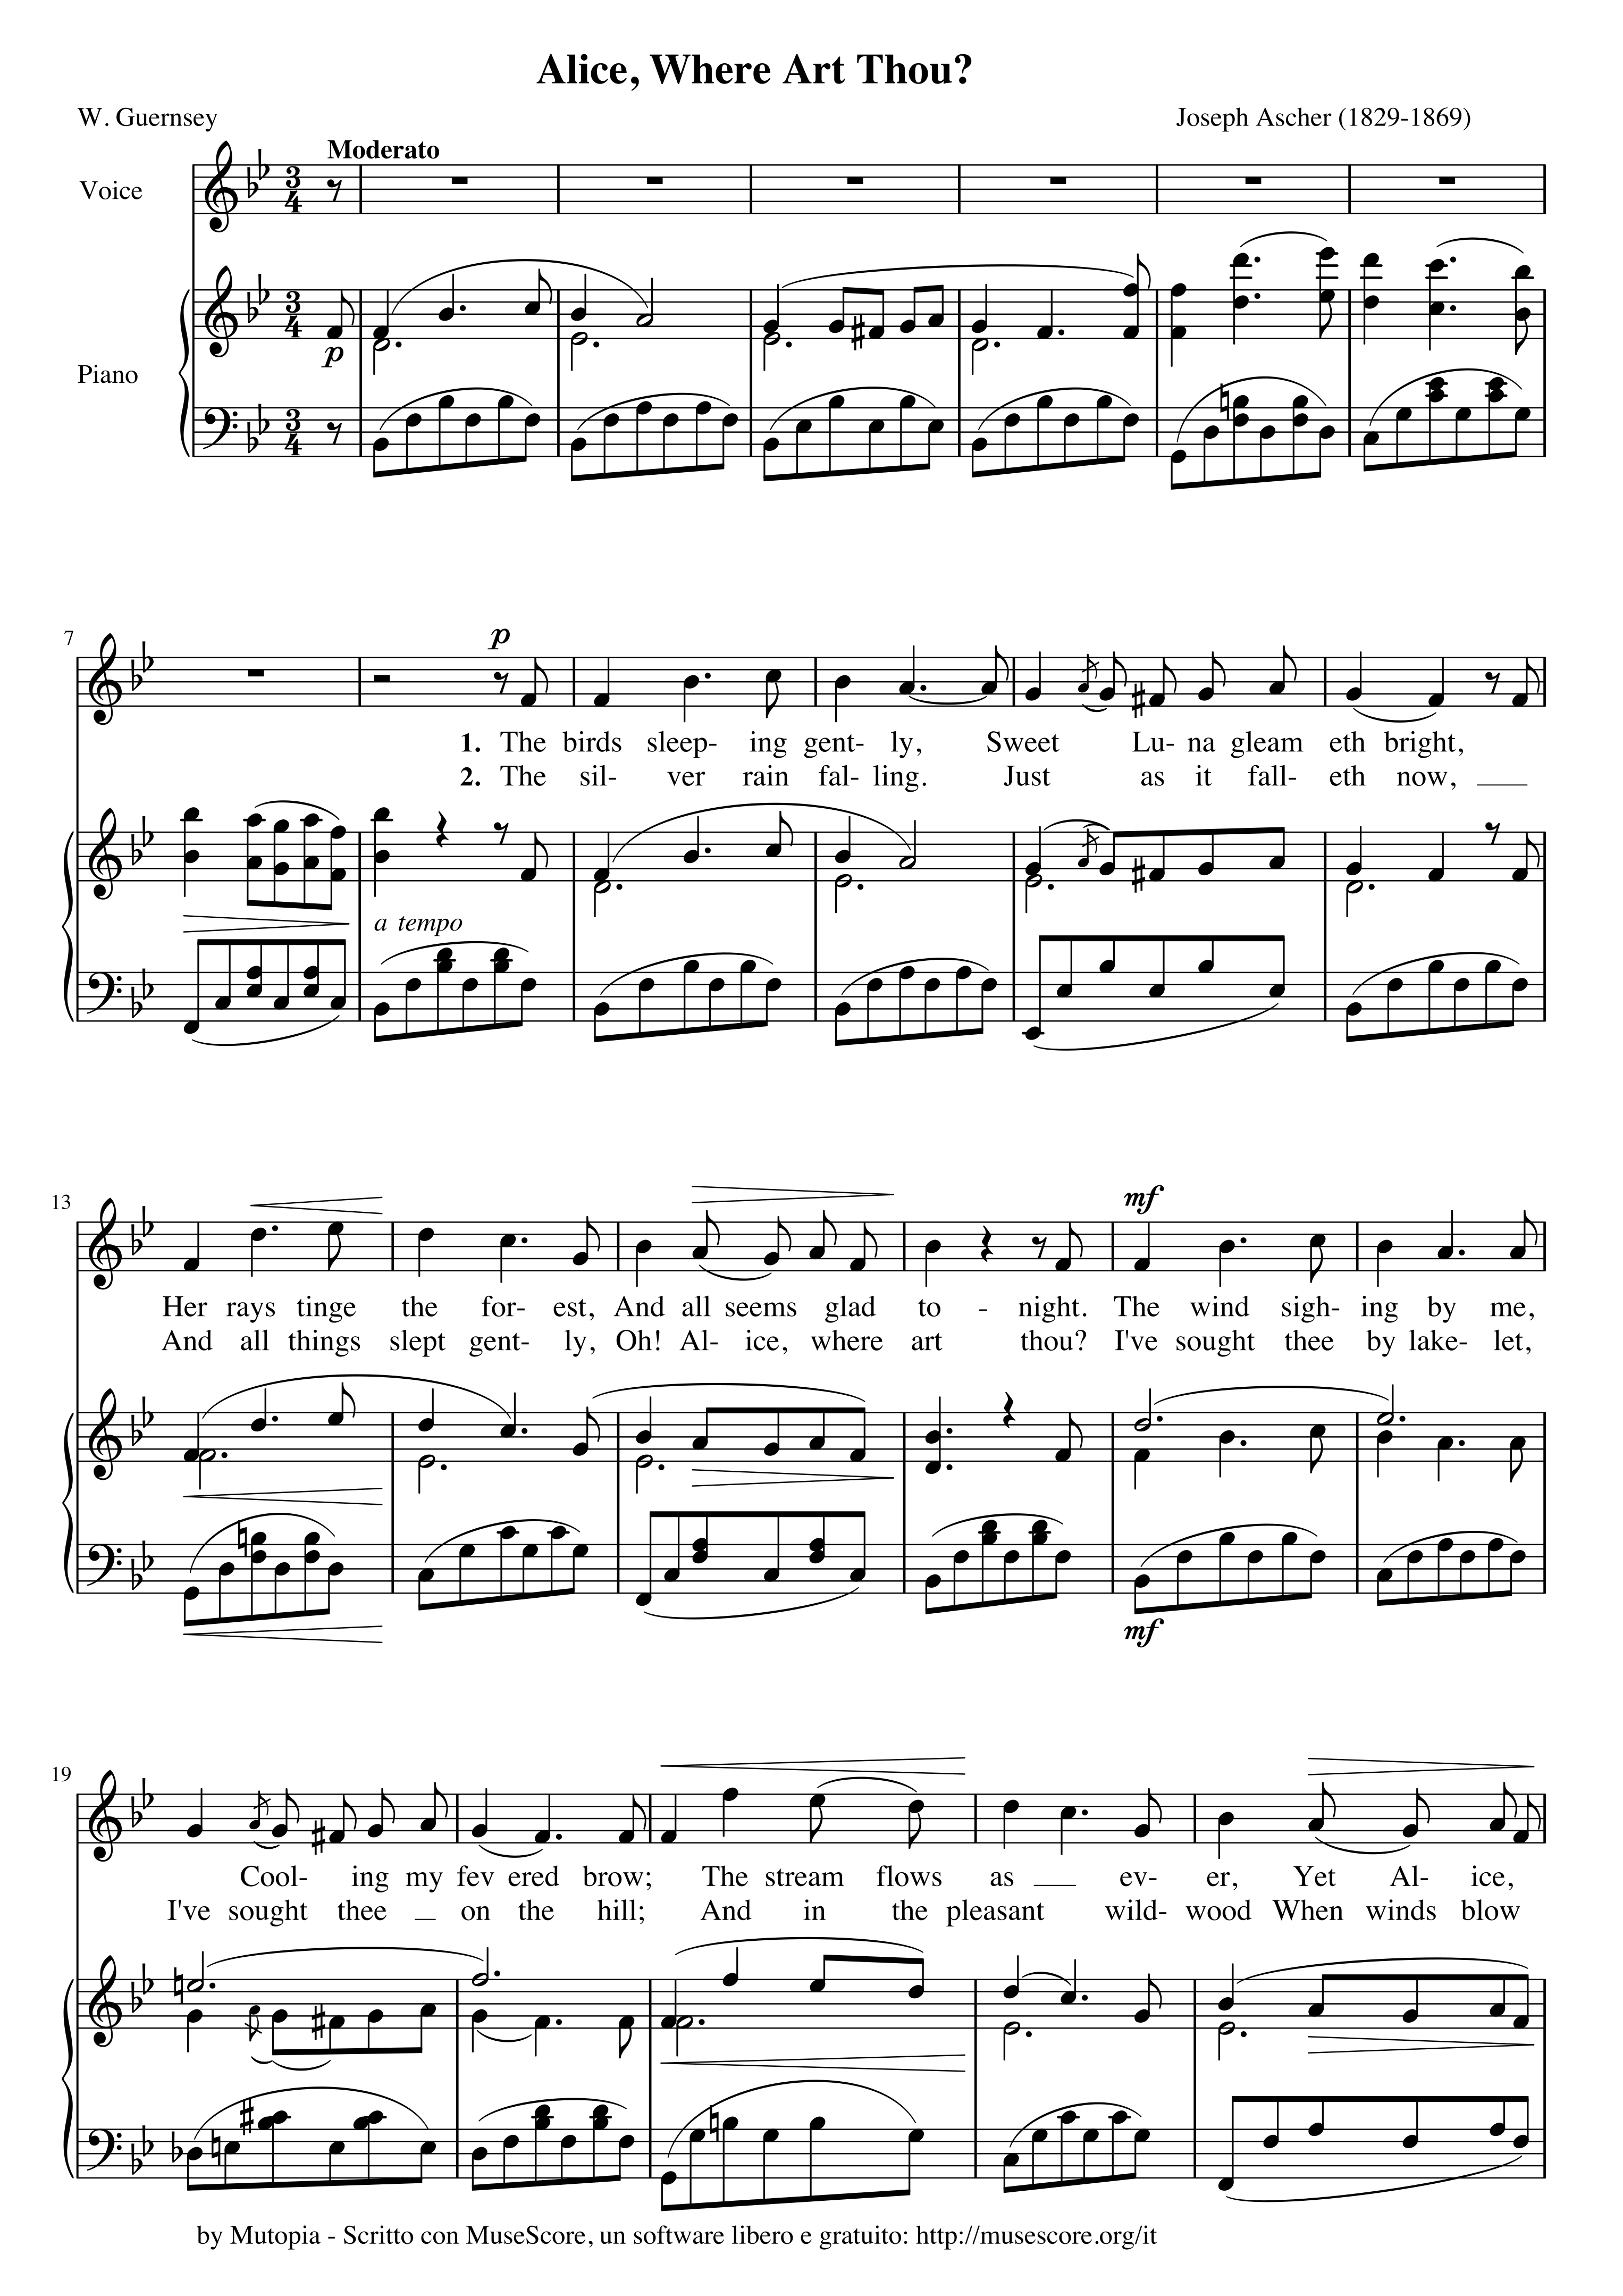 Alice, Where Art Thou?
W. Guernsey
Joseph Ascher (1829-1869)
Moderato
Voice
3
4
p
Piano
7
p
1. The birds sleep- ing gent- ly, Sweet Lu- na gleam eth bright,
2. The sil- ver rain fal- ling. Just as it fall- eth now, __
a tempo
13
mf
Her rays tinge the for- est, And all seems glad to - night. The wind sigh- ing by me,
And all things slept gent- ly, Oh! Al- ice, where art thou? I've sought thee by lake- let,
mf
19
Cool- ing my fev ered brow; The stream flows as __ ev- er, Yet Al- ice,
I've sought thee __ on the hill; And in the pleasant wild- wood When winds blow
by Mutopia - Scritto con MuseScore, un software libero e gratuito: http://musescore.org/it